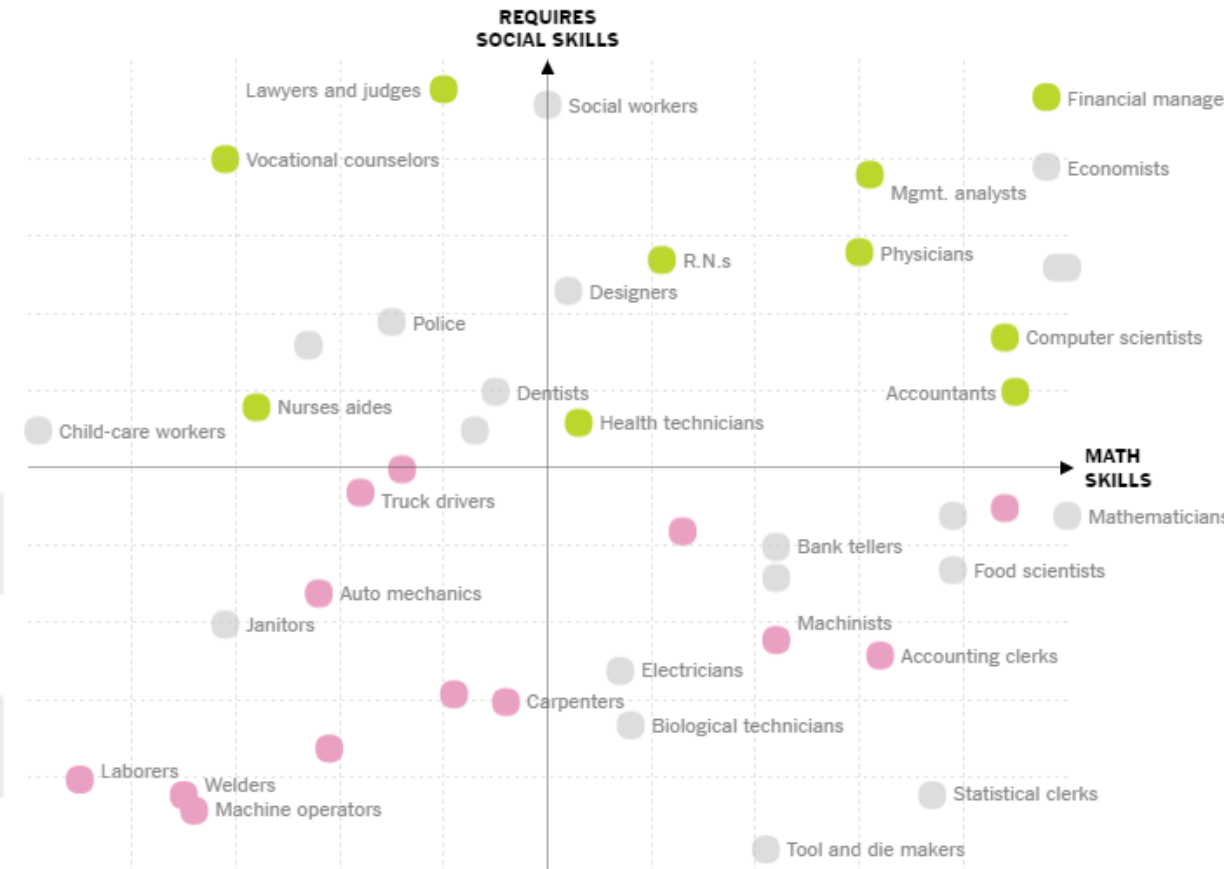 REQUIRES
SOCIAL SKILLS
Lawyers and judges
Social workers
Financial manage
Vocational counselors
Economists
Mgmt. analysts
Physicians
R.N.s
Designers
Police
Computer scientists
Dentists
Accountants
Nurses aides
Health technicians
Child-care workers
MATH
SKILLS
Truck drivers
Mathematicians
Bank tellers
Food scientists
Auto mechanics
Janitors
Machinists
Accounting clerks
Electricians
Carpenters
Biological technicians
Laborers
Welders
Machine operators
Statistical clerks
Tool and die makers